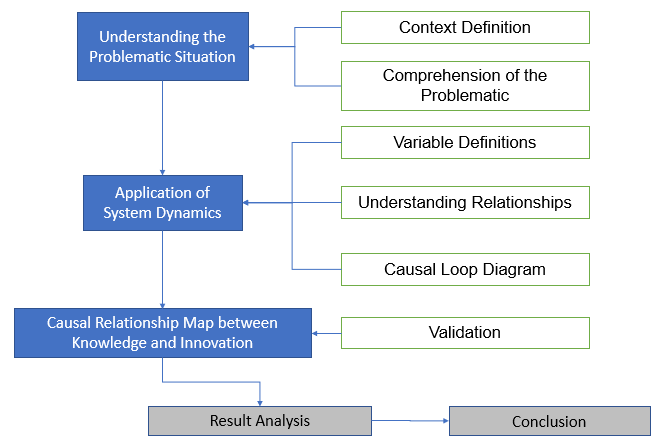 Understanding the
Problematic Situation
Context Definition
Comprehension of the
Problematic
Variable Definitions
Application of
System Dynamics
Understanding Relationships
Causal Loop Diagram
Causal Relationship Map between
Knowledge and Innovation
Validation
Result Analysis
Conclusion